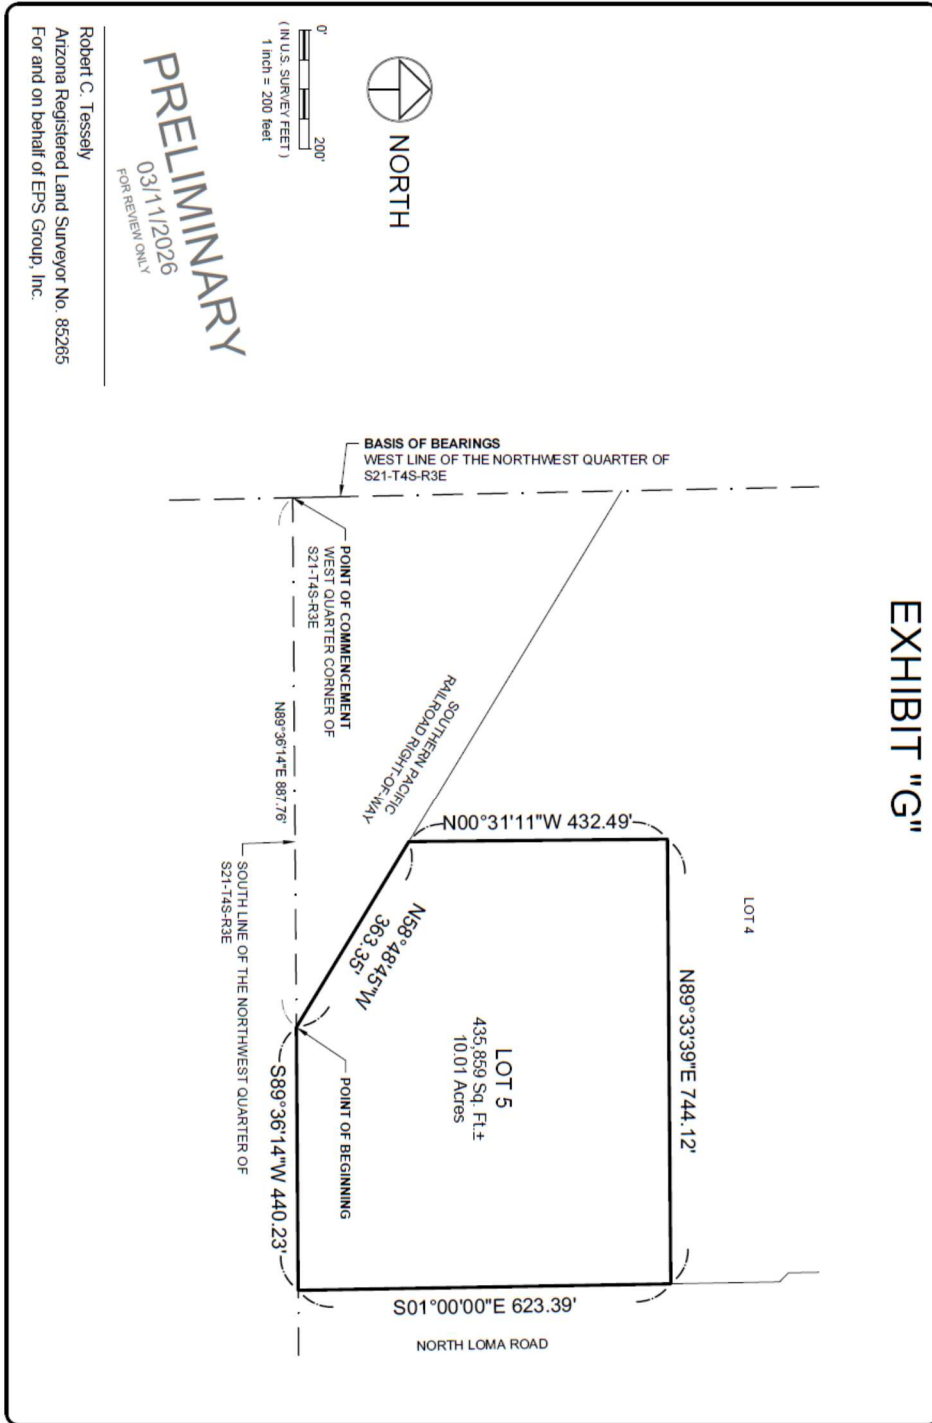 EXHIBIT "G"
NORTH
0'
200'
( IN U.S. SURVEY FEET )
1 inch = 200 feet
PRELIMINARY
03/11/2026
FOR REVIEW ONLY
Robert C. Tessely
Arizona Registered Land Surveyor No. 85265
For and on behalf of EPS Group, Inc.
BASIS OF BEARINGS
WEST LINE OF THE NORTHWEST QUARTER OF
S21-T4S-R3E
POINT OF COMMENCEMENT
WEST QUARTER CORNER OF
S21-T4S-R3E
SOUTHERN PACIFIC
RAILROAD RIGHT-OF-WAY
N89°36'14"E 887.76'
SOUTH LINE OF THE NORTHWEST QUARTER OF
S21-T4S-R3E
N00°31'11"W 432.49'
LOT 4
N89°33'39"E 744.12'
N58°48'45"W
363.35'
LOT 5
435,859 Sq. Ft.±
10.01 Acres
POINT OF BEGINNING
S89°36'14"W 440.23'
S01°00'00"E 623.39'
NORTH LOMA ROAD